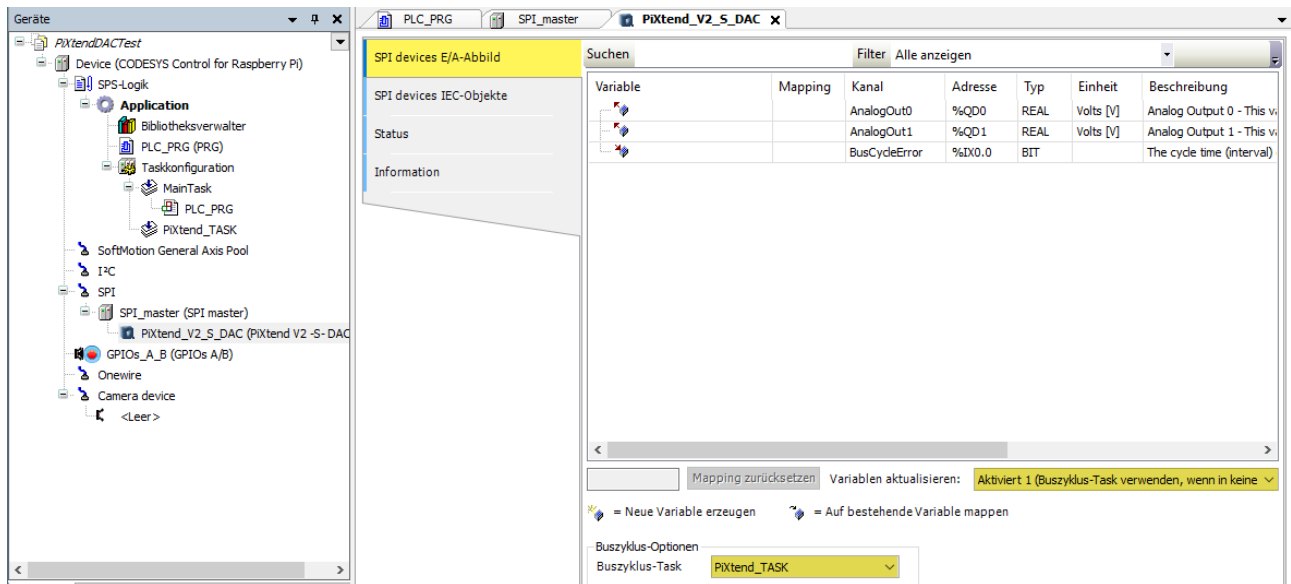 Geräte
PiXtendDACTest
Device (CODESYS Control for Raspberry Pi)
SPS-Logik
Application
Bibliotheksverwalter
PLC_PRG (PRG)
Taskkonfiguration
MainTask
PLC_PRG
PiXtend_TASK
SoftMotion General Axis Pool
I²C
SPI
SPI_master (SPI master)
PiXtend_V2_S_DAC (PiXtend V2 -S- DAC
GPIOs_A_B (GPIOs A/B)
Onewire
Camera device
<Leer>
PLC_PRG SPI_master PiXtend_V2_S_DAC
SPI devices E/A-Abbild
SPI devices IEC-Objekte
Status
Information
Suchen Filter Alle anzeigen
Variable Mapping Kanal Adresse Typ Einheit Beschreibung
AnalogOut0 %QD0 REAL Volts [V] Analog Output 0 - This va
AnalogOut1 %QD1 REAL Volts [V] Analog Output 1 - This va
BusCycleError %IX0.0 BIT The cycle time (interval)
Mapping zurücksetzen Variablen aktualisieren: Aktiviert 1 (Buszyklus-Task verwenden, wenn in keine
= Neue Variable erzeugen = Auf bestehende Variable mappen
Buszyklus-Optionen
Buszyklus-Task PiXtend_TASK